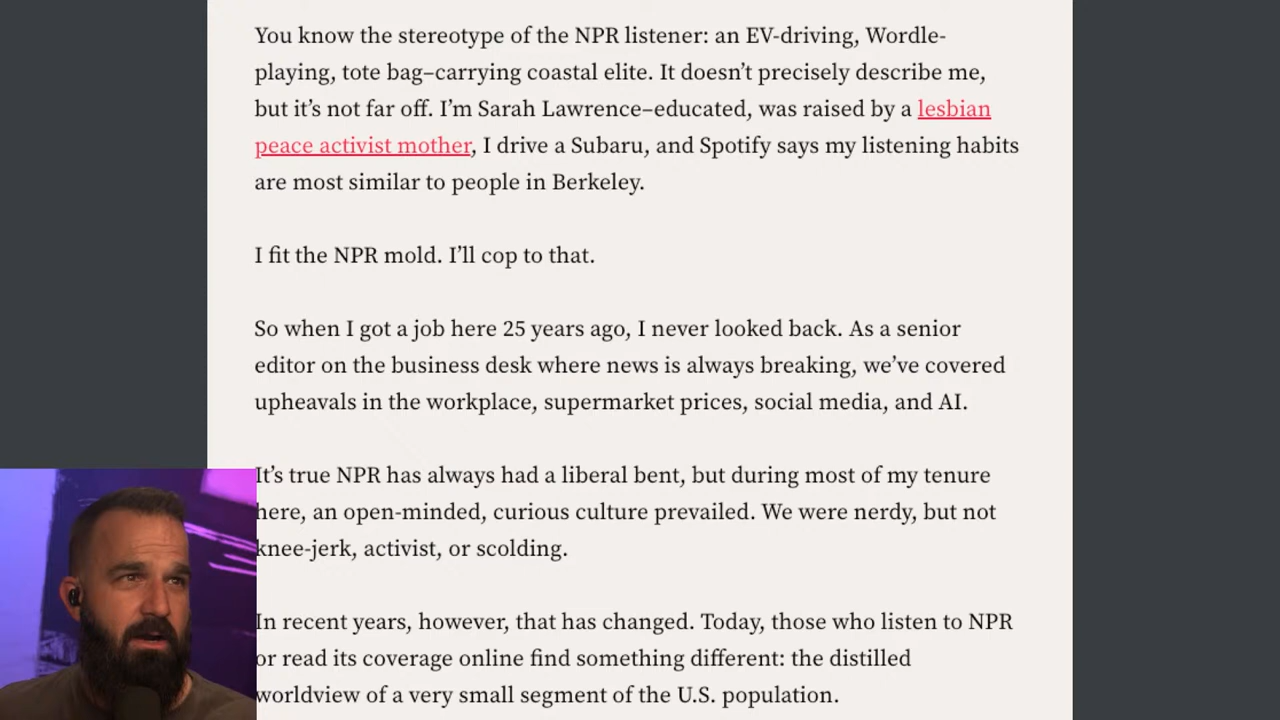 You know the stereotype of the NPR listener: an EV-driving, Wordle-
playing, tote bag–carrying coastal elite. It doesn’t precisely describe me,
but it’s not far off. I’m Sarah Lawrence–educated, was raised by a lesbian
peace activist mother, I drive a Subaru, and Spotify says my listening habits
are most similar to people in Berkeley.
I fit the NPR mold. I’ll cop to that.
So when I got a job here 25 years ago, I never looked back. As a senior
editor on the business desk where news is always breaking, we’ve covered
upheavals in the workplace, supermarket prices, social media, and AI.
It’s true NPR has always had a liberal bent, but during most of my tenure
here, an open-minded, curious culture prevailed. We were nerdy, but not
knee-jerk, activist, or scolding.
In recent years, however, that has changed. Today, those who listen to NPR
or read its coverage online find something different: the distilled
worldview of a very small segment of the U.S. population.